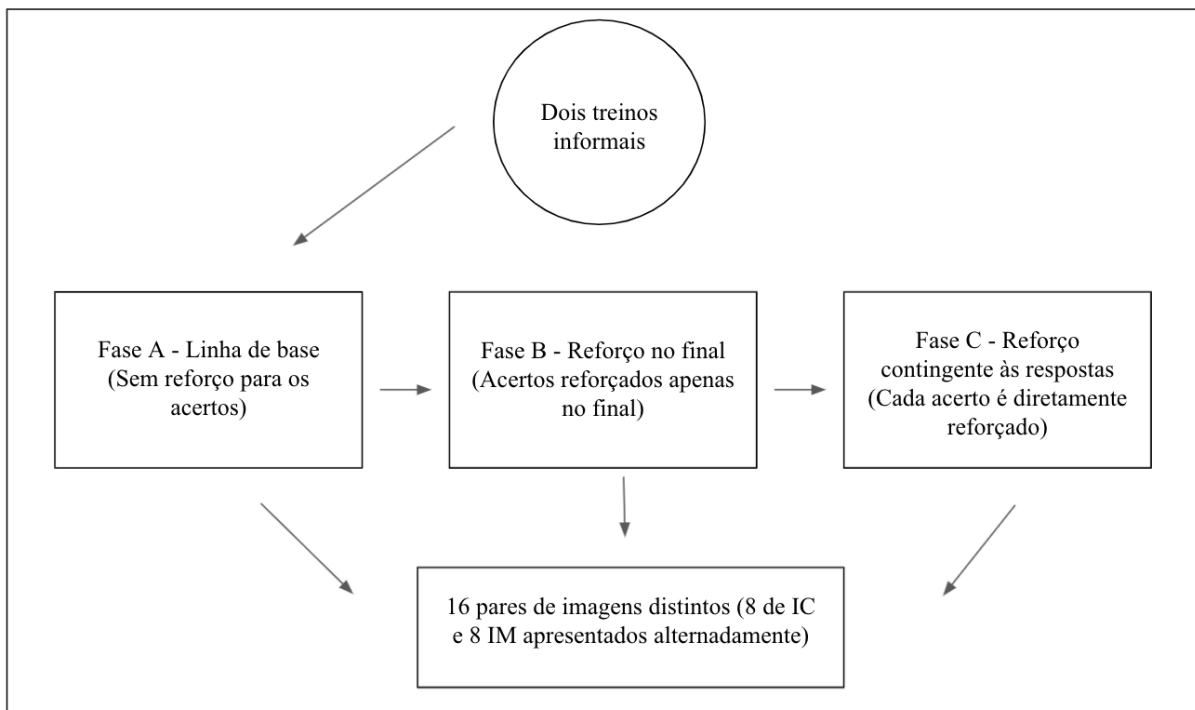 Dois treinos
informais
Fase A - Linha de base
(Sem reforço para os
acertos)
Fase B - Reforço no final
(Acertos reforçados apenas
no final)
Fase C - Reforço
contingente às respostas
(Cada acerto é diretamente
reforçado)
16 pares de imagens distintos (8 de IC
e 8 IM apresentados alternadamente)